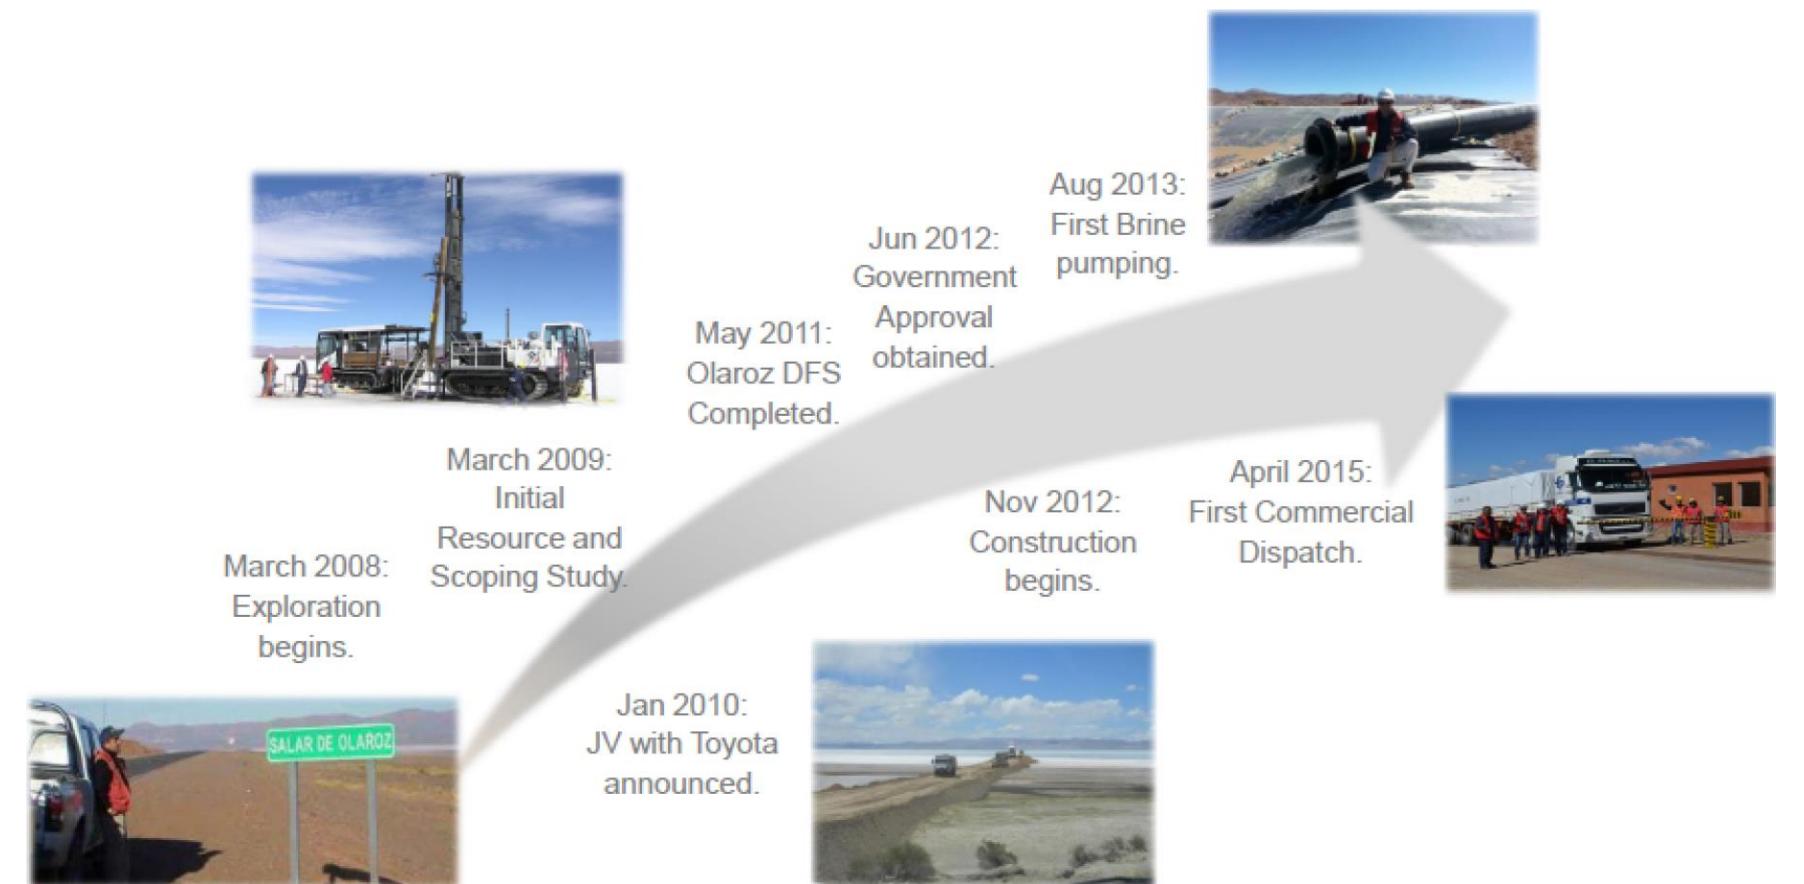 March 2008:
Exploration
begins.
SALAR DE OLAROZ
March 2009:
Initial
Resource and
Scoping Study.
Jan 2010:
JV with Toyota
announced.
May 2011:
Olaroz DFS
Completed.
Jun 2012:
Government
Approval
obtained.
Nov 2012:
Construction
begins.
Aug 2013:
First Brine
pumping.
April 2015:
First Commercial
Dispatch.